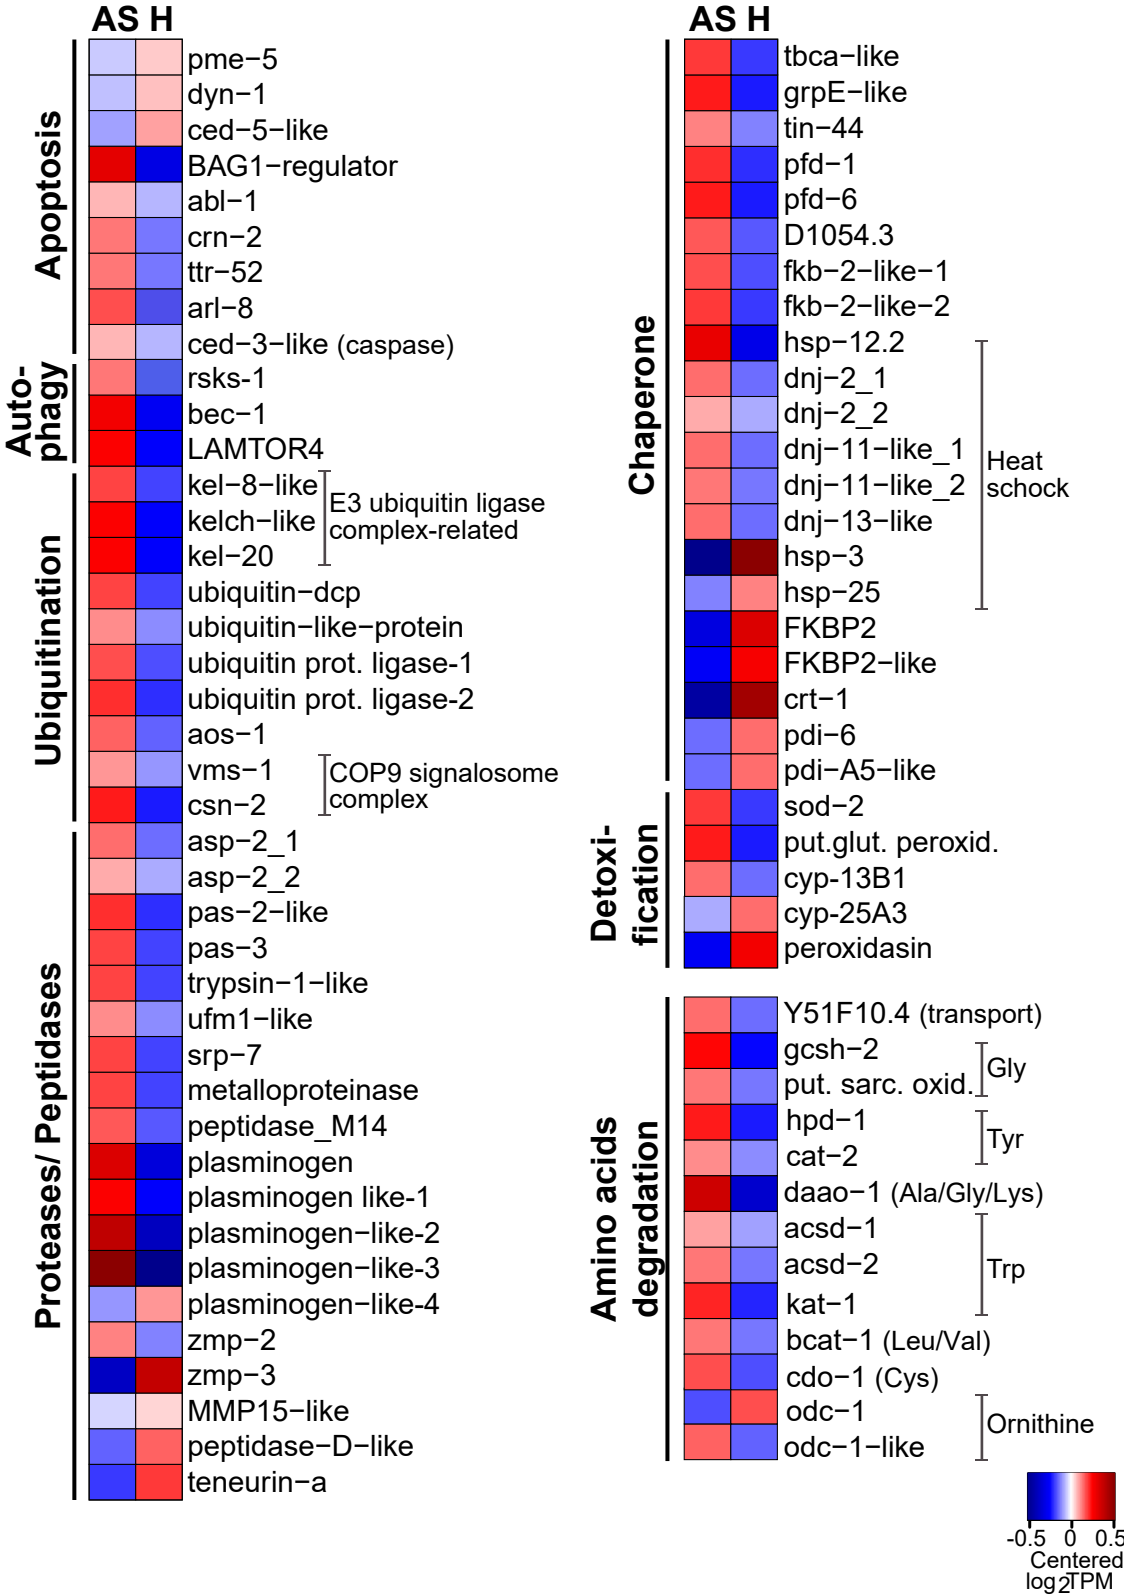 AS H
Apoptosis
pme−5
dyn−1
ced−5−like
BAG1−regulator
abl−1
crn−2
ttr−52
arl−8
ced−3−like (caspase)
Auto-
phagy
rsks-1
bec−1
LAMTOR4
Ubiquitination
kel−8−like
kelch−like
kel−20
E3 ubiquitin ligase
complex-related
ubiquitin−dcp
ubiquitin−like−protein
ubiquitin prot. ligase-1
ubiquitin prot. ligase-2
aos−1
vms−1
csn−2
COP9 signalosome
complex
Proteases/ Peptidases
asp−2_1
asp−2_2
pas−2−like
pas−3
trypsin−1−like
ufm1−like
srp−7
metalloproteinase
peptidase_M14
plasminogen
plasminogen like-1
plasminogen−like-2
plasminogen−like-3
plasminogen−like-4
zmp−2
zmp−3
MMP15−like
peptidase−D−like
teneurin−a
AS H
Chaperone
tbca−like
grpE−like
tin−44
pfd−1
pfd−6
D1054.3
fkb−2−like−1
fkb−2−like−2
hsp−12.2
dnj−2_1
dnj−2_2
dnj−11−like_1
dnj−11−like_2
dnj−13−like
hsp−3
hsp−25
Heat
schock
FKBP2
FKBP2−like
crt−1
pdi−6
pdi−A5−like
Detoxi-
fication
sod−2
put.glut. peroxid.
cyp-13B1
cyp-25A3
peroxidasin
Amino acids
degradation
Y51F10.4 (transport)
gcsh−2
put. sarc. oxid.
Gly
hpd−1
cat−2
Tyr
daao−1 (Ala/Gly/Lys)
acsd−1
acsd−2
kat−1
Trp
bcat−1 (Leu/Val)
cdo−1 (Cys)
odc−1
odc−1−like
Ornithine
-0.5 0 0.5
Centered
log2TPM